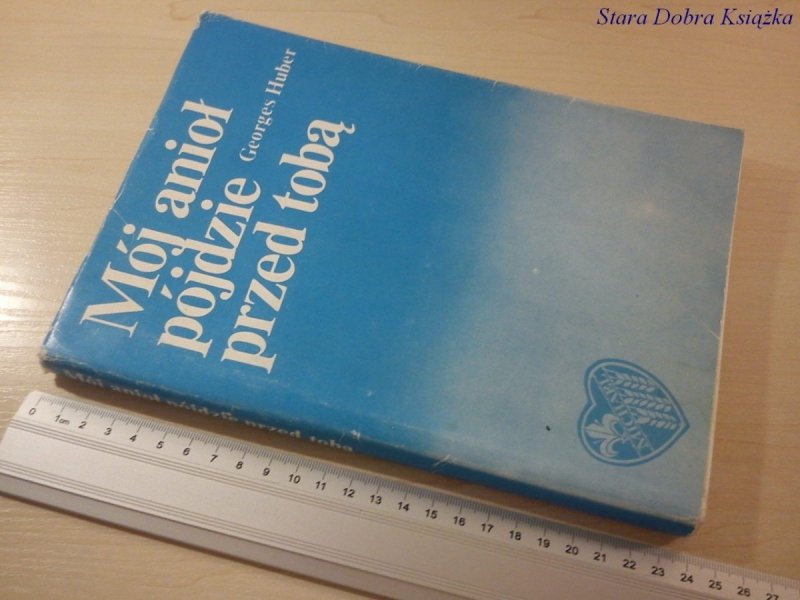 Stara Dobra Książka
Mój anioł
pójdzie
przed tobą
Georges Huber
Mój anioł pójdzie przed tobą
0 1cm 2 3 4 5 6 7 8 9 10 11 12 13 14 15 16 17 18 19 20 21 22 23 24 25 26 27